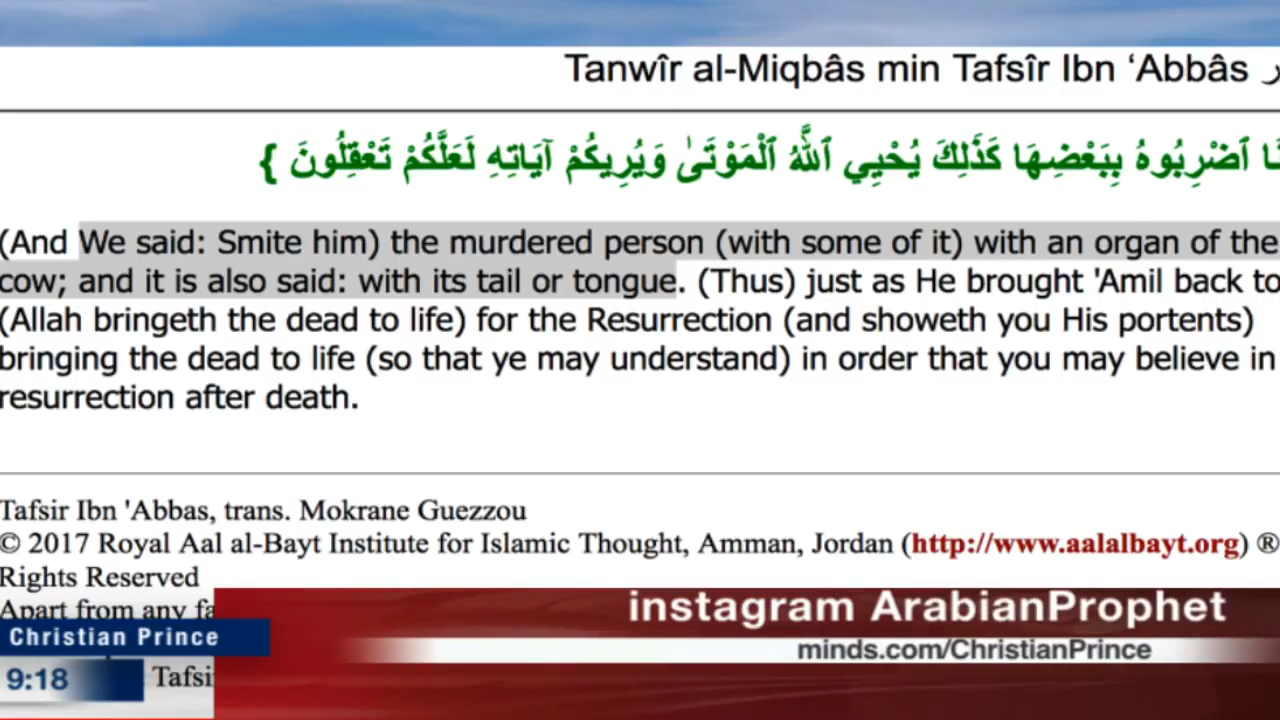 Tanwîr al-Miqbâs min Tafsîr Ibn ‘Abbâs
ٱضْرِبُوهُ بِبَعْضِهَا كَذَٰلِكَ يُحْيِي ٱللَّهُ ٱلْمَوْتَىٰ وَيُرِيكُمْ آيَاتِهِ لَعَلَّكُمْ تَعْقِلُونَ }
(And We said: Smite him) the murdered person (with some of it) with an organ of the
cow; and it is also said: with its tail or tongue. (Thus) just as He brought 'Amil back to
(Allah bringeth the dead to life) for the Resurrection (and showeth you His portents)
bringing the dead to life (so that ye may understand) in order that you may believe in
resurrection after death.
Tafsir Ibn 'Abbas, trans. Mokrane Guezzou
© 2017 Royal Aal al-Bayt Institute for Islamic Thought, Amman, Jordan (http://www.aalalbayt.org) ®
Rights Reserved
Apart from any fa
instagram ArabianProphet
Christian Prince
minds.com/ChristianPrince
9:18
Tafsi